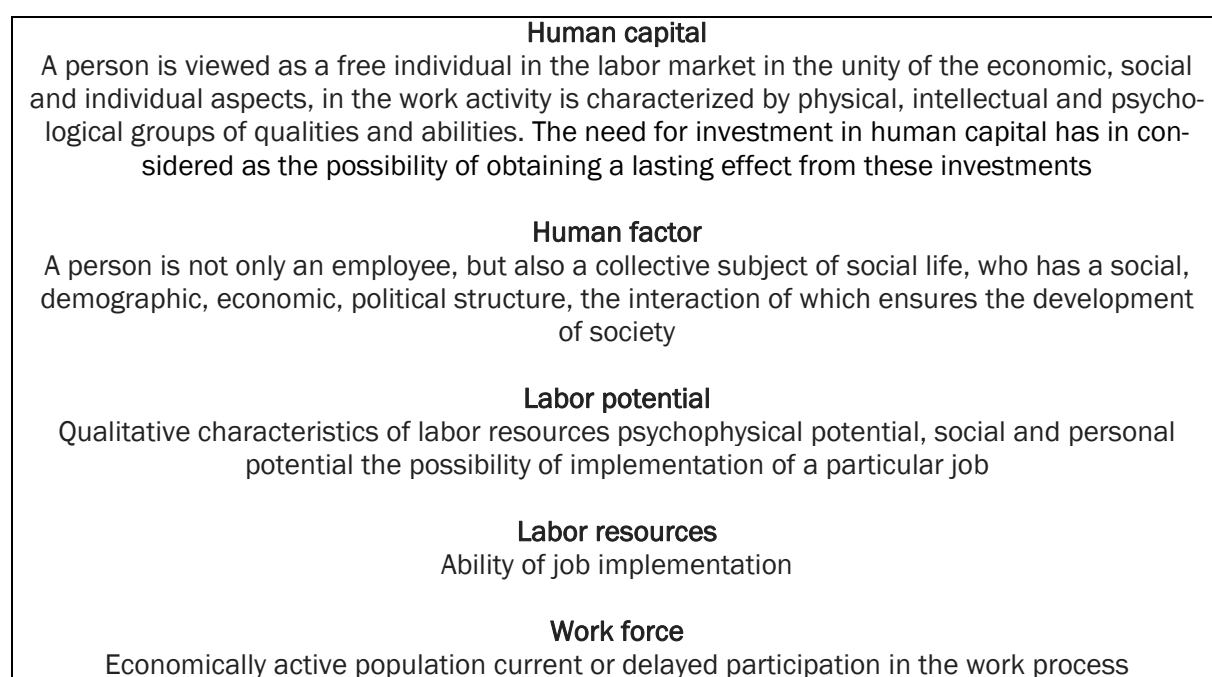 Human capital
A person is viewed as a free individual in the labor market in the unity of the economic, social
and individual aspects, in the work activity is characterized by physical, intellectual and psycho-
logical groups of qualities and abilities. The need for investment in human capital has in con-
sidered as the possibility of obtaining a lasting effect from these investments
Human factor
A person is not only an employee, but also a collective subject of social life, who has a social,
demographic, economic, political structure, the interaction of which ensures the development
of society
Labor potential
Qualitative characteristics of labor resources psychophysical potential, social and personal
potential the possibility of implementation of a particular job
Labor resources
Ability of job implementation
Work force
Economically active population current or delayed participation in the work process